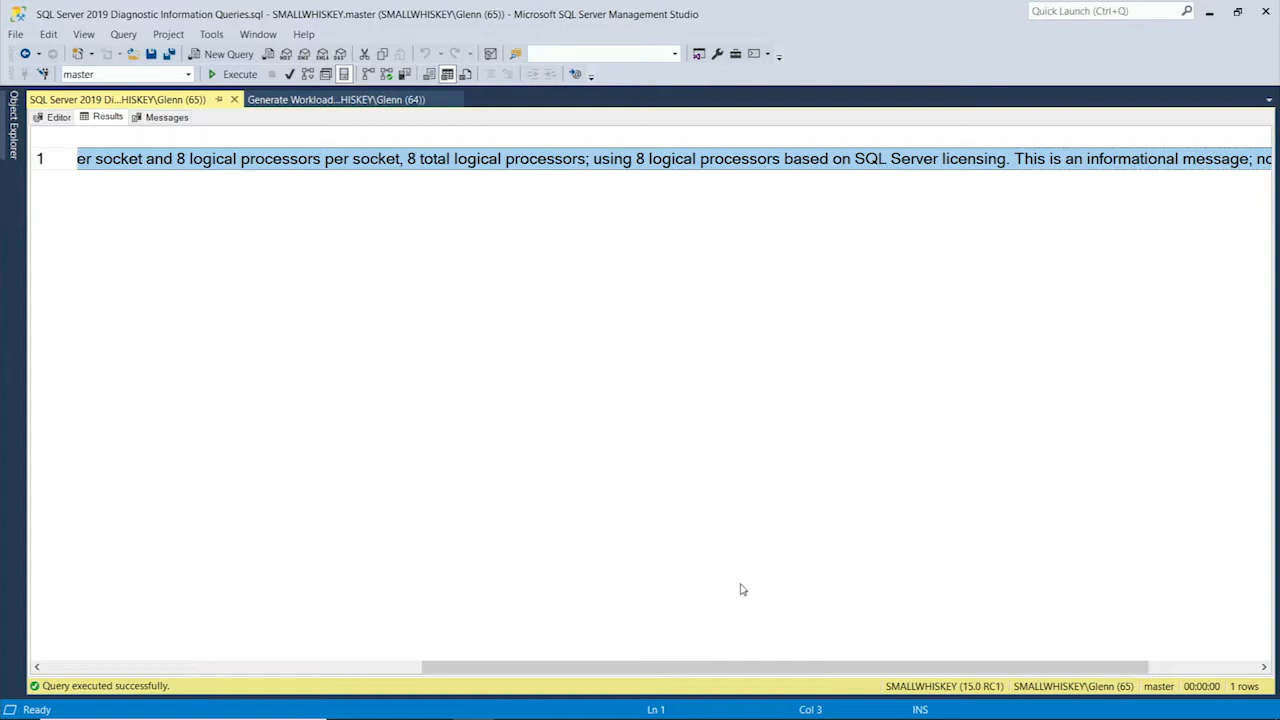 SQL Server 2019 Diagnostic Information Queries.sql - SMALLWHISKEY.master (SMALLWHISKEY\Glenn (65)) - Microsoft SQL Server Management Studio
Quick Launch (Ctrl+Q)
File Edit View Query Project Tools Window Help
New Query
master Execute
Object Explorer
SQL Server 2019 Di...HISKEY\Glenn (65)) Generate Workload...HISKEY\Glenn (64))
Editor Results Messages
1 er socket and 8 logical processors per socket, 8 total logical processors; using 8 logical processors based on SQL Server licensing. This is an informational message; no
Query executed successfully. SMALLWHISKEY (15.0 RC1) SMALLWHISKEY\Glenn (65) master 00:00:00 1 rows
Ready Ln 1 Col 3 INS